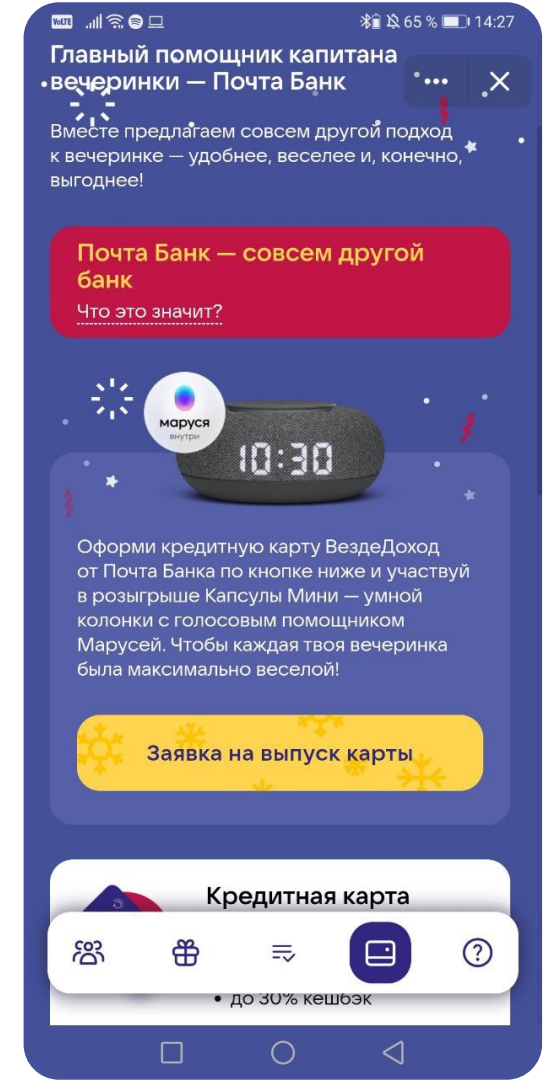 VoLTE
65 %
14:27
Главный помощник капитана
вечеринки — Почта Банк
Вместе предлагаем совсем другой подход
к вечеринке — удобнее, веселее и, конечно,
выгоднее!
Почта Банк — совсем другой
банк
Что это значит?
маруся
внутри
10:30
Оформи кредитную карту ВездеДоход
от Почта Банка по кнопке ниже и участвуй
в розыгрыше Капсулы Мини — умной
колонки с голосовым помощником
Марусей. Чтобы каждая твоя вечеринка
была максимально веселой!
Заявка на выпуск карты
Кредитная карта
• до 30% кешбэк